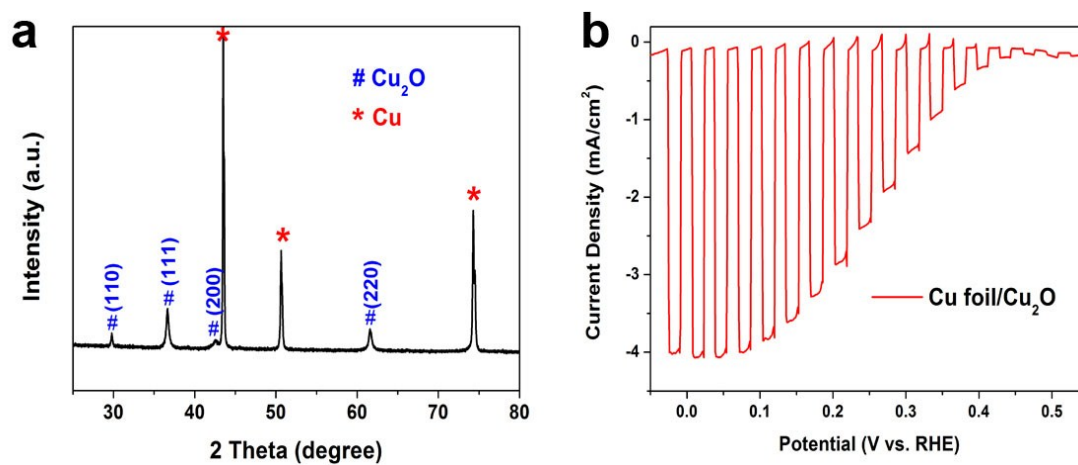 a
Intensity (a.u.)
# Cu₂O
* Cu
*
*
*
# (110)
# (111)
# (200)
# (220)
30 40 50 60 70 80
2 Theta (degree)
b
Current Density (mA/cm²)
0
-1
-2
-3
-4
Cu foil/Cu₂O
0.0 0.1 0.2 0.3 0.4 0.5
Potential (V vs. RHE)